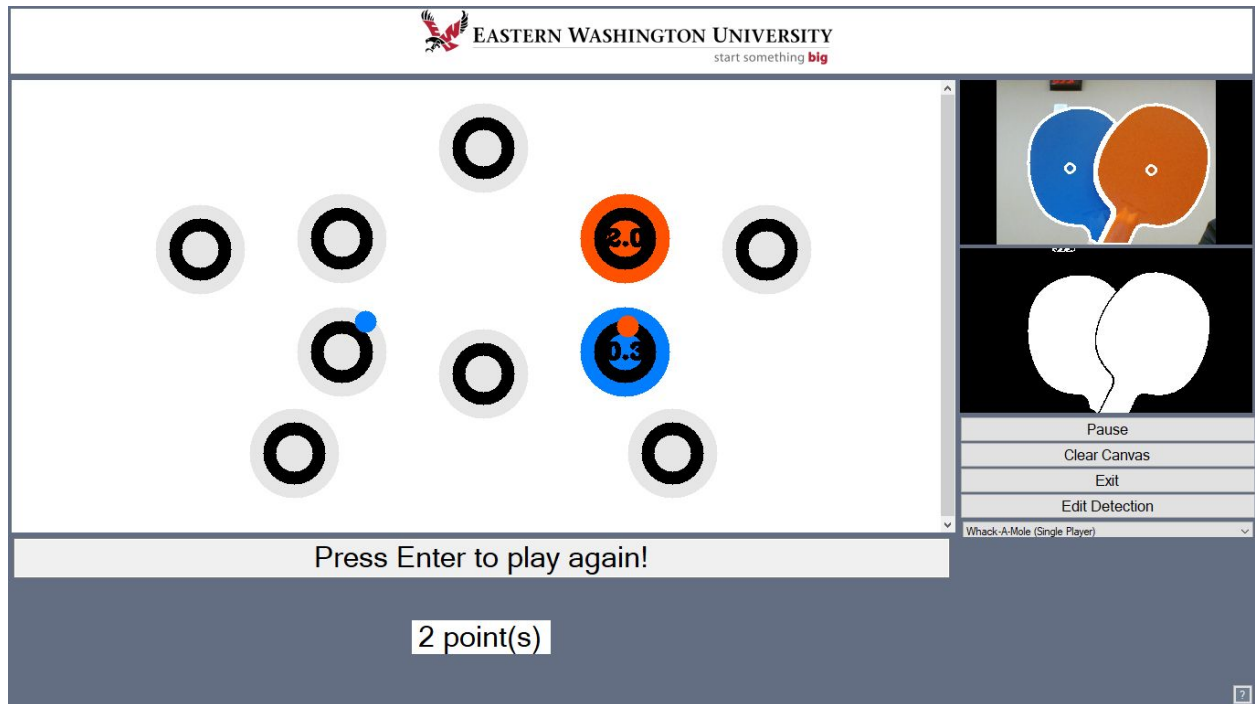 EASTERN WASHINGTON UNIVERSITY
start something big
2.0
0.3
Pause
Clear Canvas
Exit
Edit Detection
Whack-A-Mole (Single Player)
Press Enter to play again!
2 point(s)
?